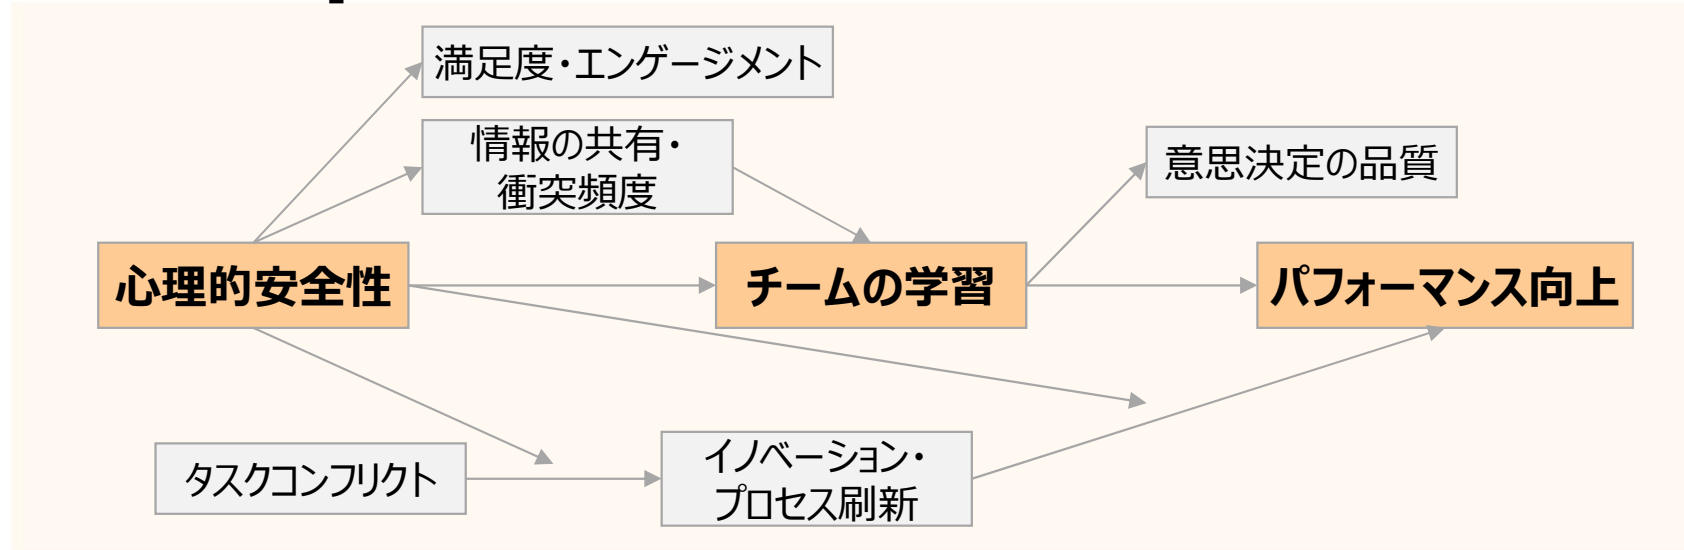 満足度・エンゲージメント
情報の共有・
衝突頻度
意思決定の品質
心理的安全性
チームの学習
パフォーマンス向上
タスクコンフリクト
イノベーション・
プロセス刷新